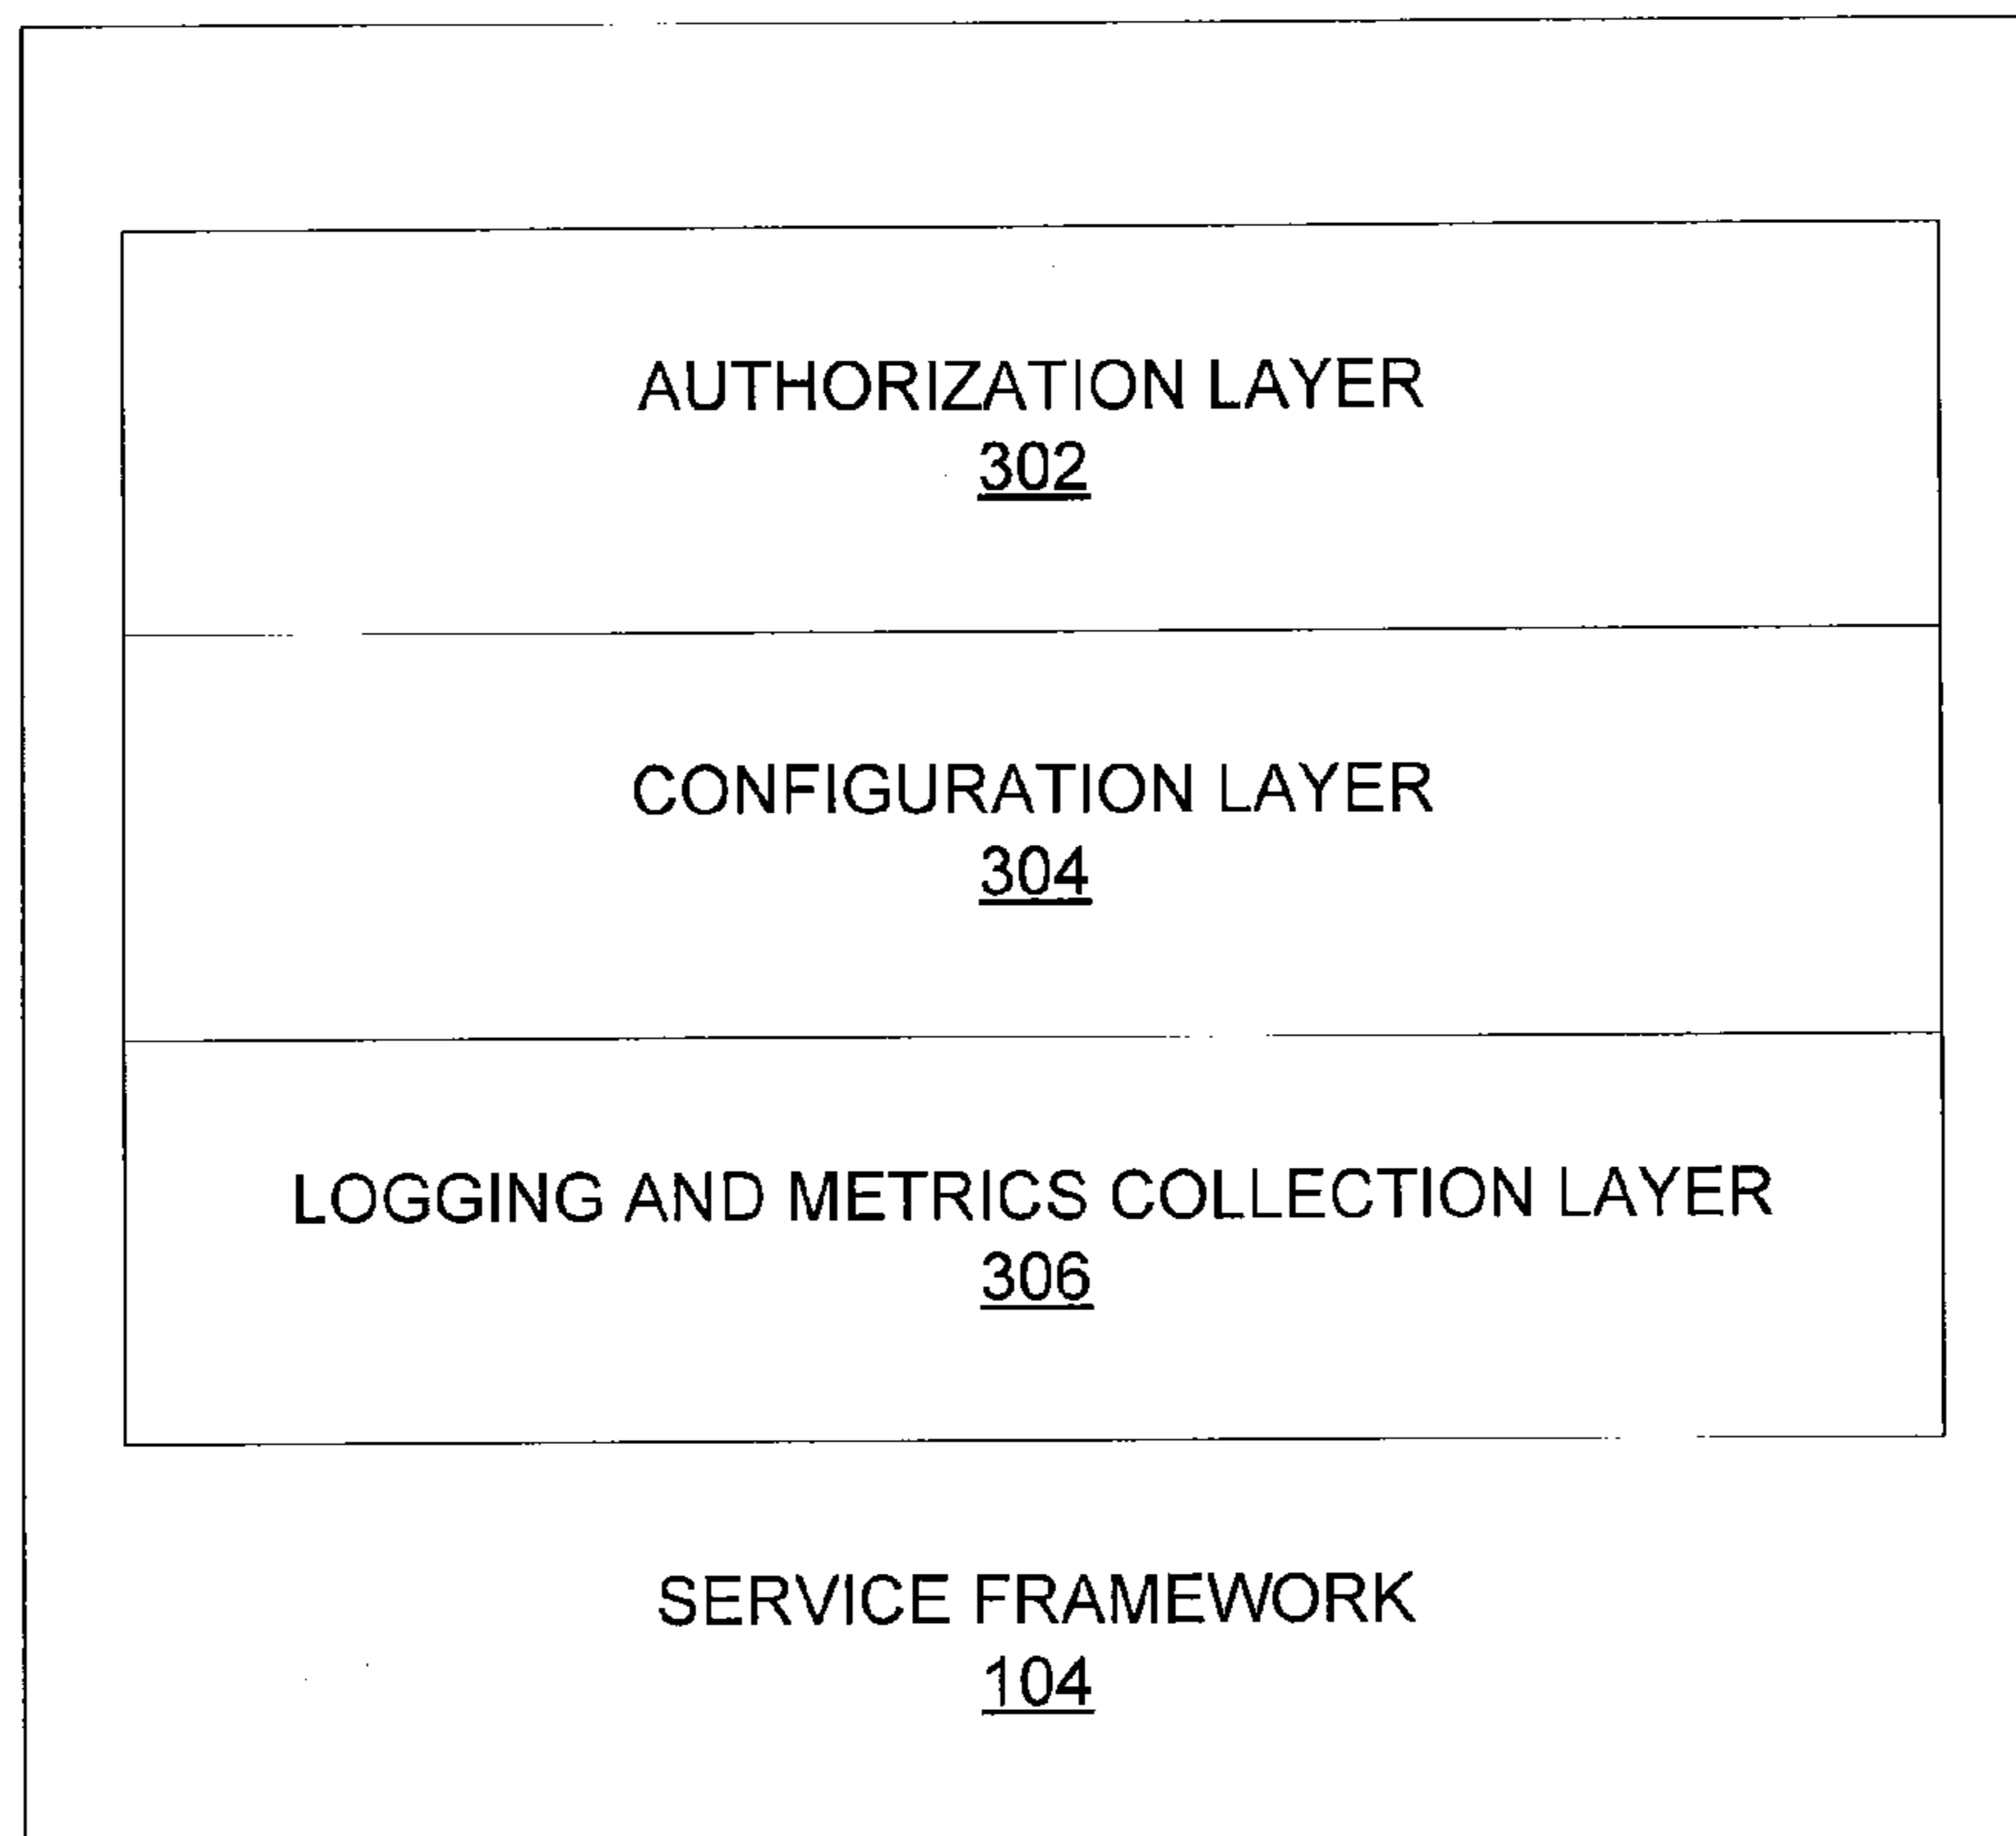 AUTHORIZATION LAYER
302
CONFIGURATION LAYER
304
LOGGING AND METRICS COLLECTION LAYER
306
SERVICE FRAMEWORK
104